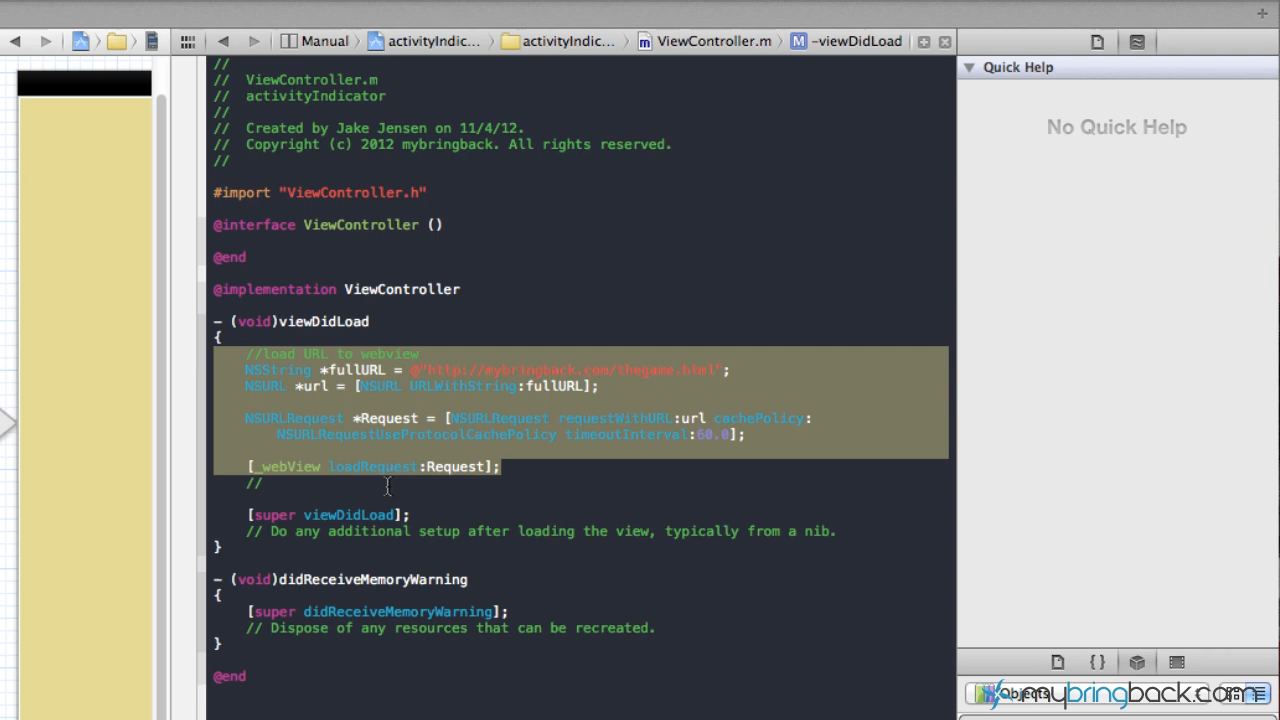 Manual
activityIndic...
activityIndic...
ViewController.m
M
-viewDidLoad
//
// ViewController.m
// activityIndicator
//
// Created by Jake Jensen on 11/4/12.
// Copyright (c) 2012 mybringback. All rights reserved.
//
#import "ViewController.h"
@interface ViewController ()
@end
@implementation ViewController
- (void)viewDidLoad
{
//load URL to webview
NSString *fullURL = @"http://mybringback.com/thegame.html";
NSURL *url = [NSURL URLWithString:fullURL];
NSURLRequest *Request = [NSURLRequest requestWithURL:url cachePolicy:
NSURLRequestUseProtocolCachePolicy timeoutInterval:60.0];
[_webView loadRequest:Request];
//
[super viewDidLoad];
// Do any additional setup after loading the view, typically from a nib.
}
- (void)didReceiveMemoryWarning
{
[super didReceiveMemoryWarning];
// Dispose of any resources that can be recreated.
}
@end
Quick Help
No Quick Help
{ }
Objects
mybringback.com